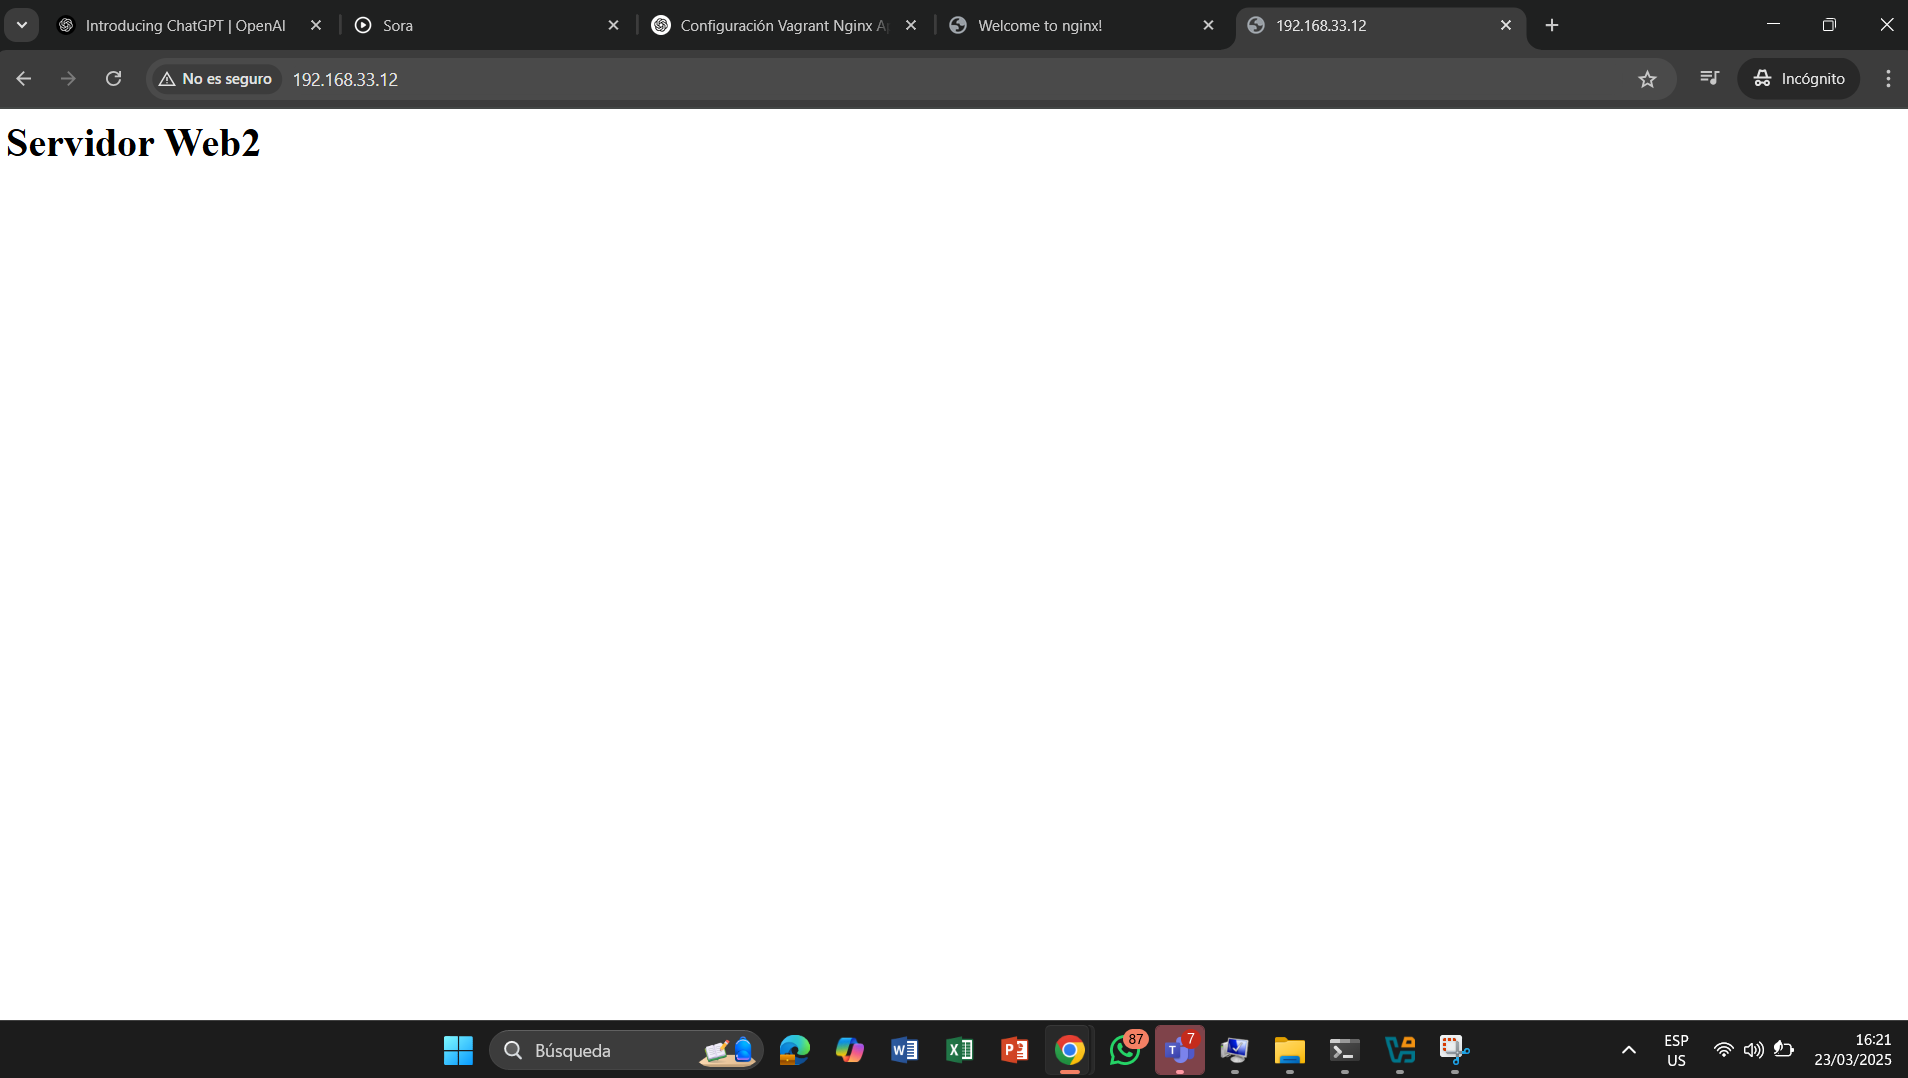 Introducing ChatGPT | OpenAI
Sora
Configuración Vagrant Nginx A
Welcome to nginx!
192.168.33.12
No es seguro
192.168.33.12
Incógnito
Servidor Web2
Búsqueda
87
7
ESP
US
16:21
23/03/2025